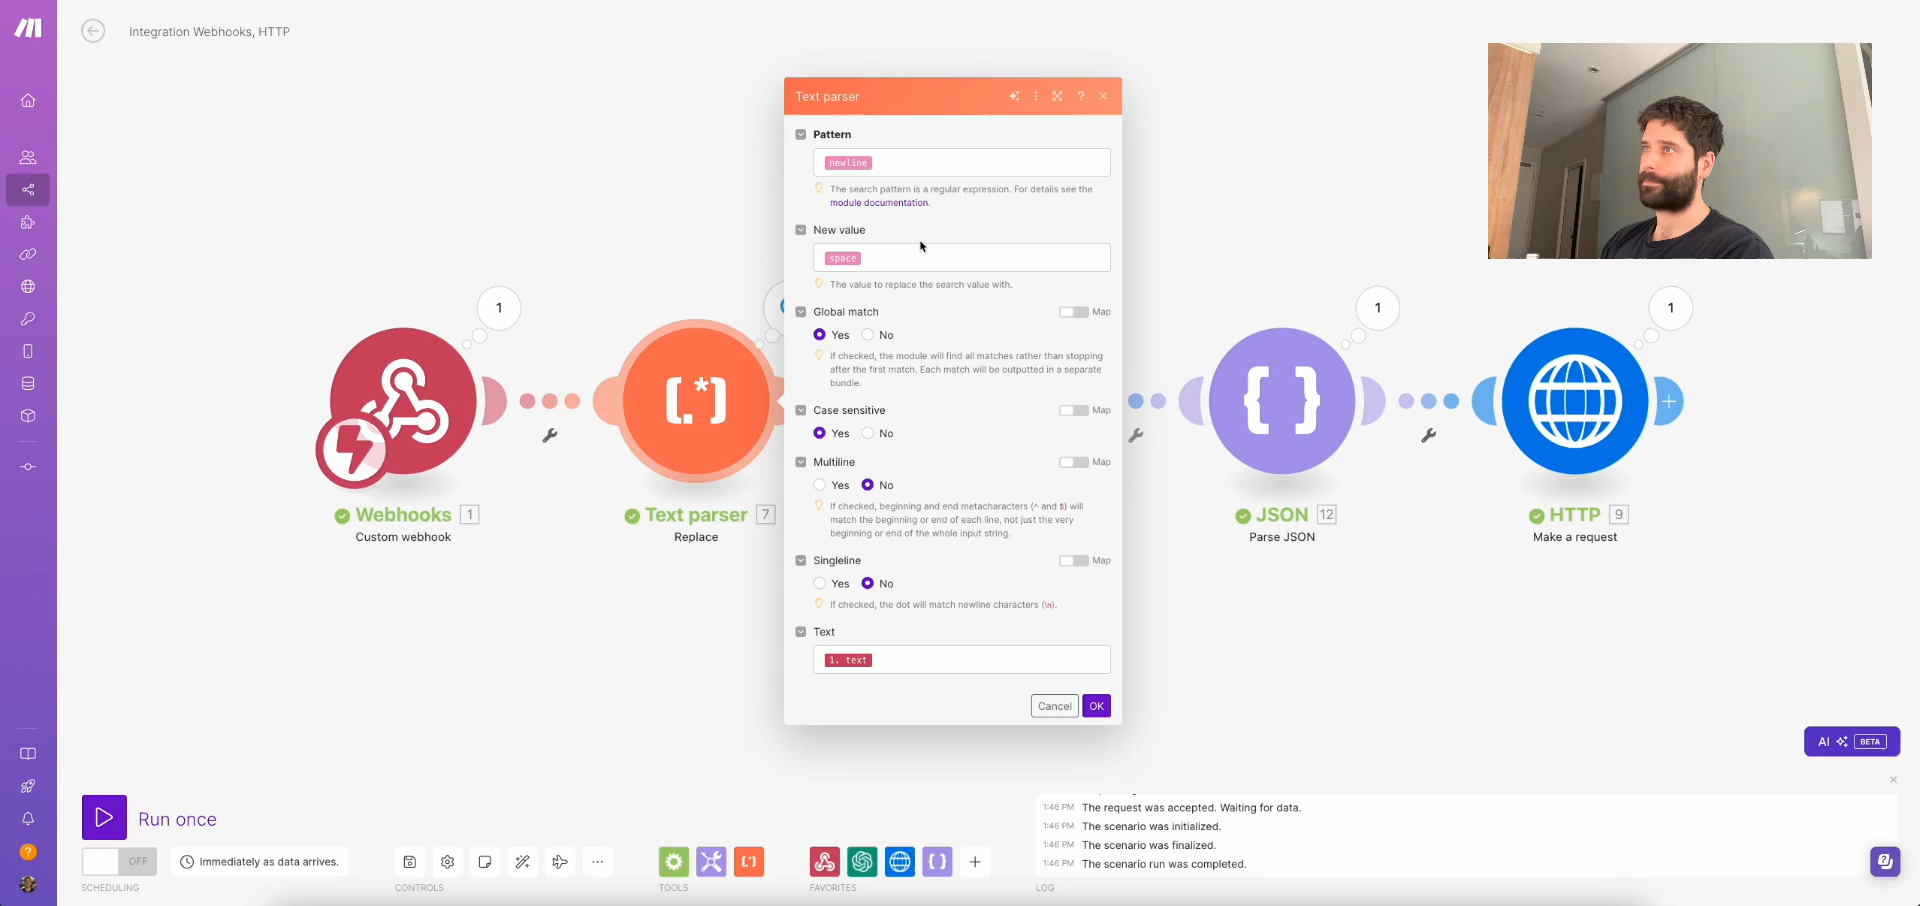 Integration Webhooks, HTTP
Text parser
?
Pattern
newline
The search pattern is a regular expression. For details see the
module documentation.
New value
space
The value to replace the search value with.
Global match
Map
Yes
No
If checked, the module will find all matches rather than stopping
after the first match. Each match will be outputted in a separate
bundle.
Case sensitive
Map
Yes
No
Multiline
Map
Yes
No
If checked, beginning and end metacharacters (^ and $) will
match the beginning or end of each line, not just the very
beginning or end of the whole input string.
Singleline
Map
Yes
No
If checked, the dot will match newline characters (\n).
Text
1. text
Cancel
OK
1
1
1
[.*]
{ }
Webhooks 1
Custom webhook
Text parser 7
Replace
JSON 12
Parse JSON
HTTP 9
Make a request
AI BETA
Run once
OFF
Immediately as data arrives.
SCHEDULING
CONTROLS
TOOLS
FAVORITES
1:46 PM The request was accepted. Waiting for data.
1:46 PM The scenario was initialized.
1:46 PM The scenario was finalized.
1:46 PM The scenario run was completed.
LOG